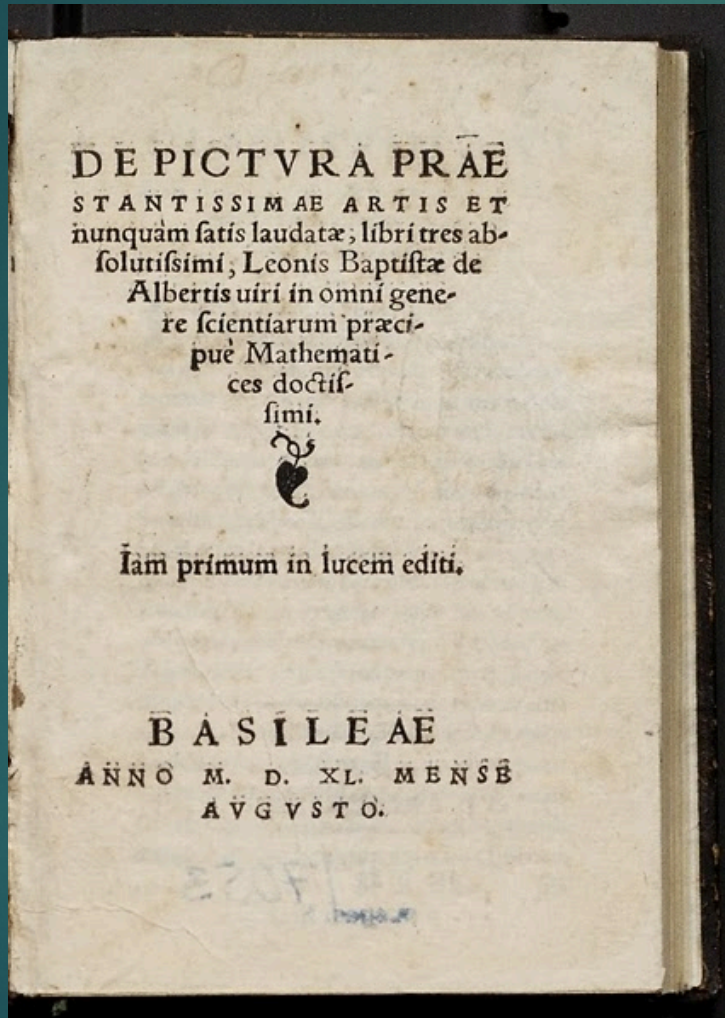 DE PICTVRA PRAE
STANTISSIMAE ARTIS ET
nunquàm ſatis laudatæ, libri tres ab-
ſolutiſsimi, Leonis Baptiſtæ de
Albertis uiri in omni gene-
re ſcientiarum præci-
puè Mathemati-
ces doctiſ-
ſimi.
Iam primum in lucem editi.
BASILEAE
ANNO M. D. XL. MENSE
AVGVSTO.